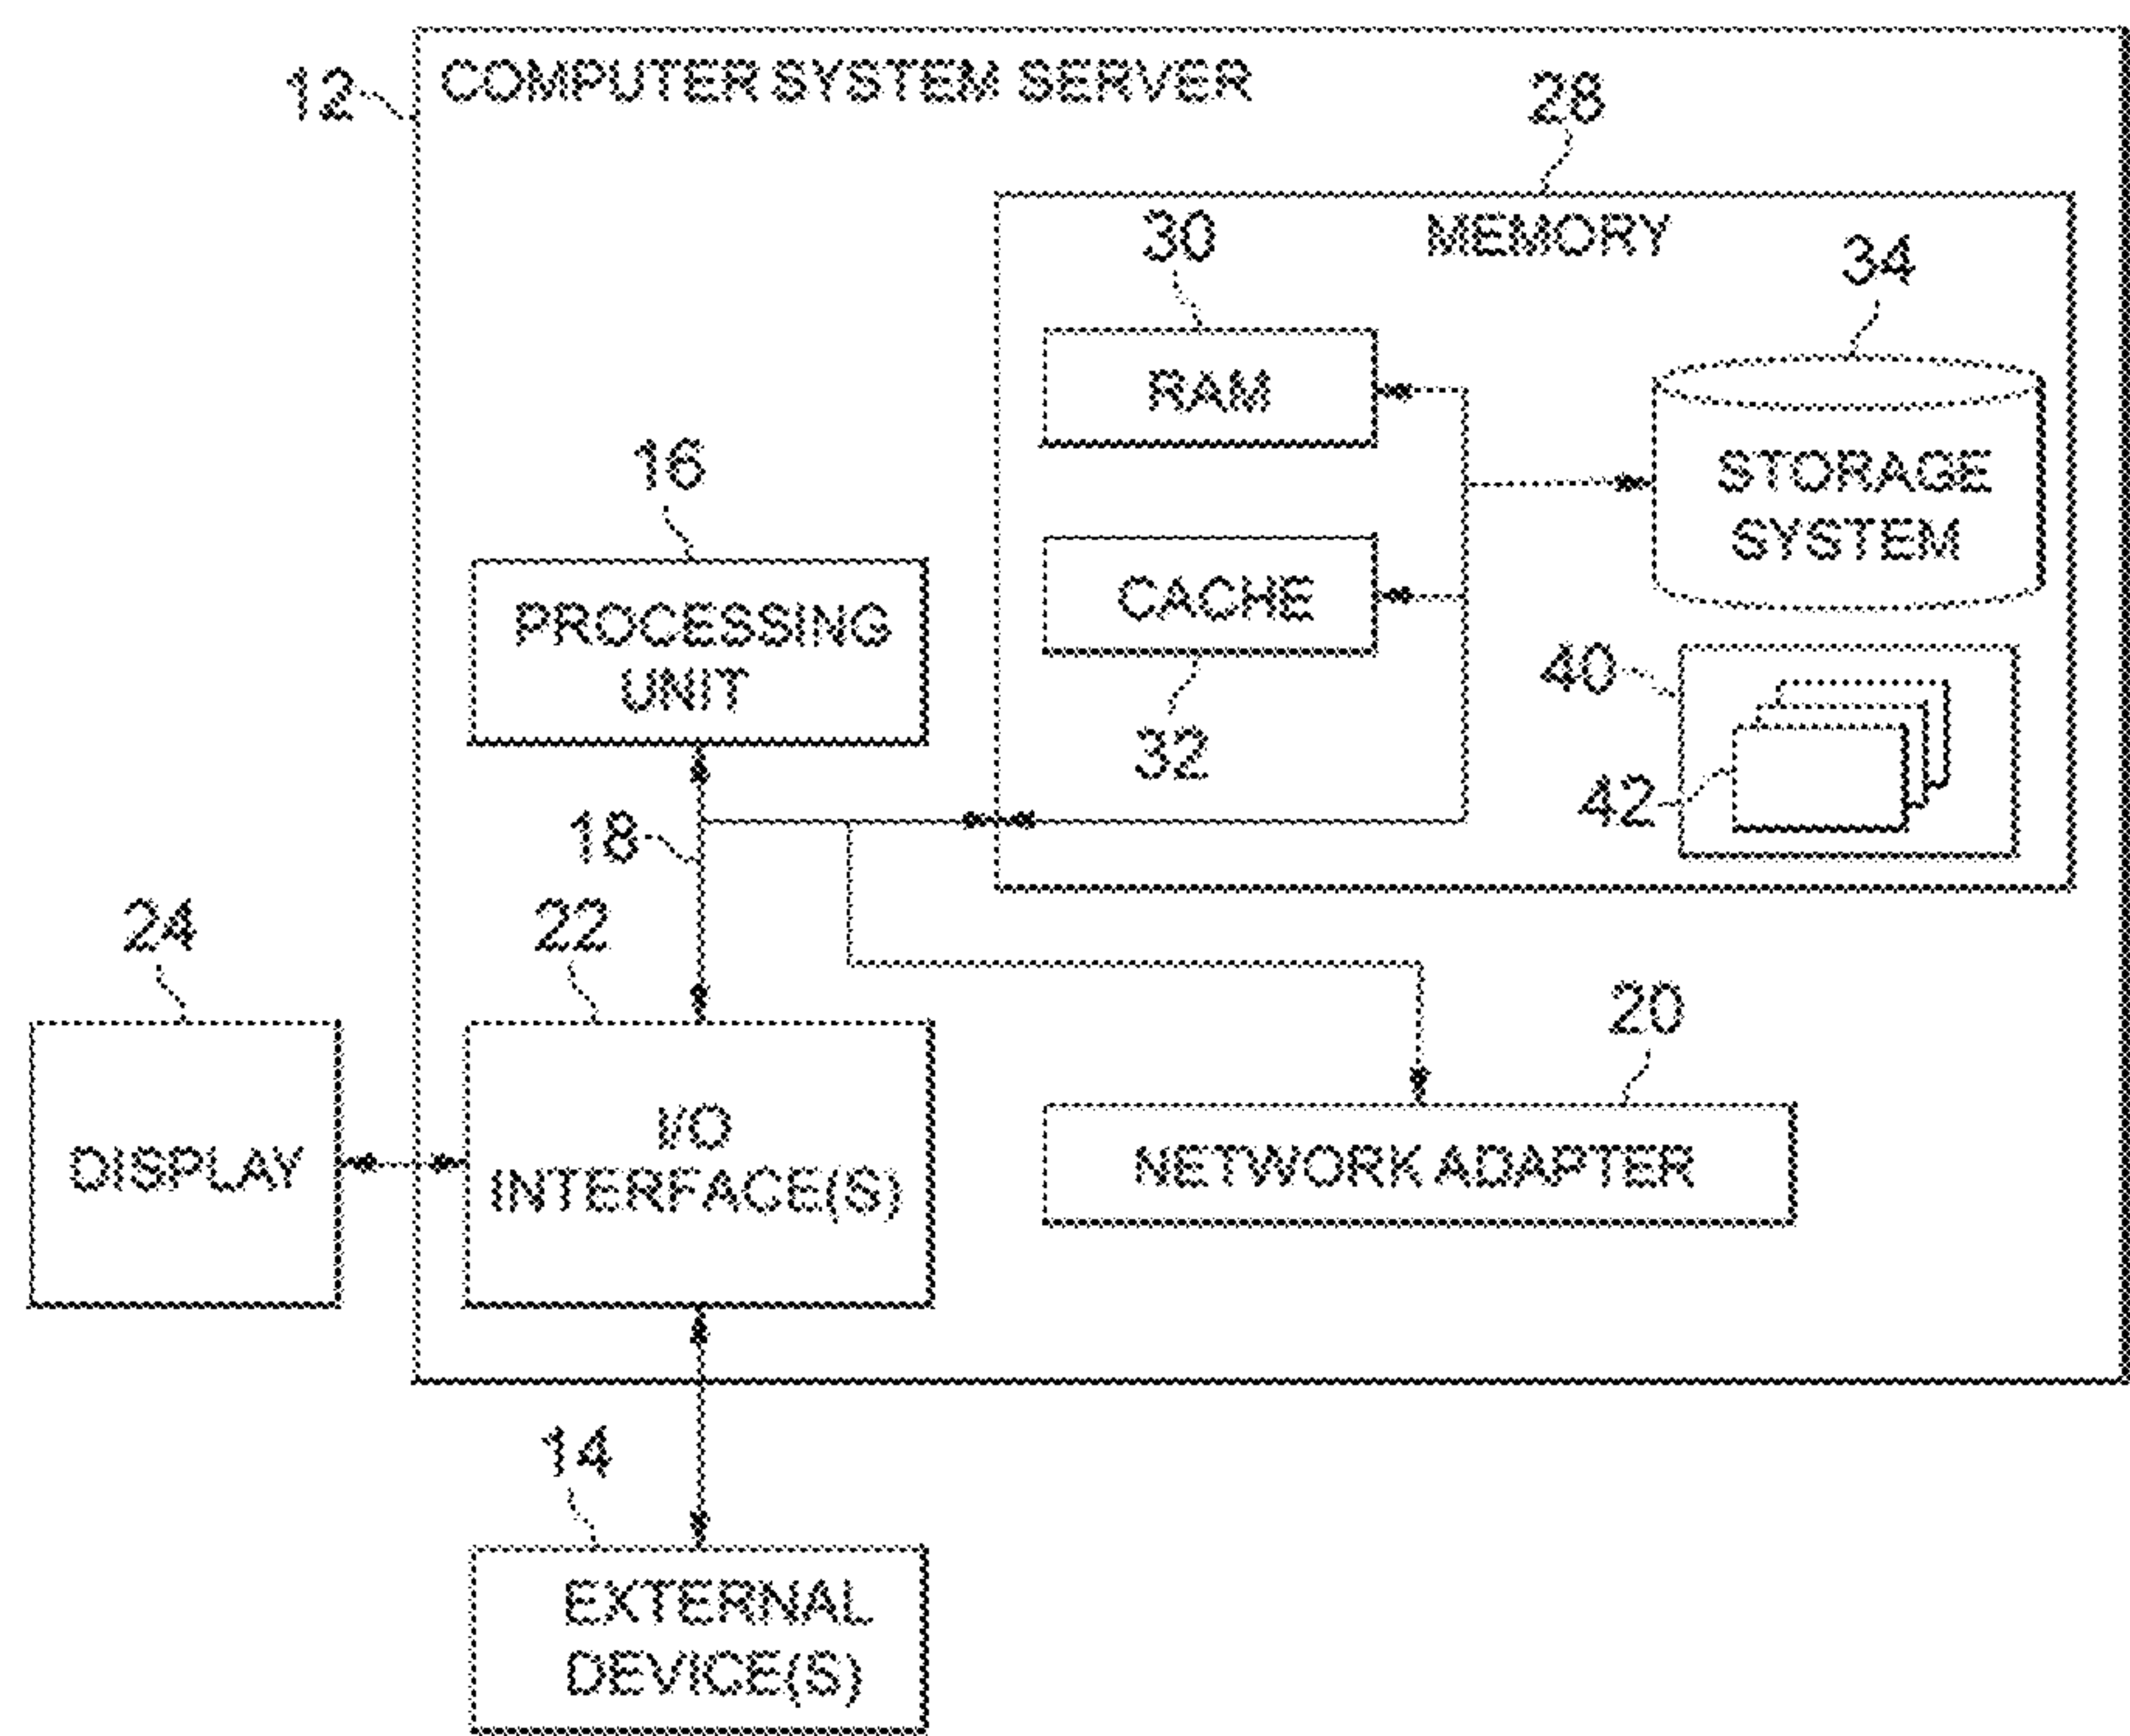 12
COMPUTER SYSTEM SERVER
28
MEMORY
30
34
RAM
STORAGE
SYSTEM
16
PROCESSING
UNIT
CACHE
32
40
42
18
24
22
20
DISPLAY
I/O
INTERFACE(S)
NETWORK ADAPTER
14
EXTERNAL
DEVICE(S)